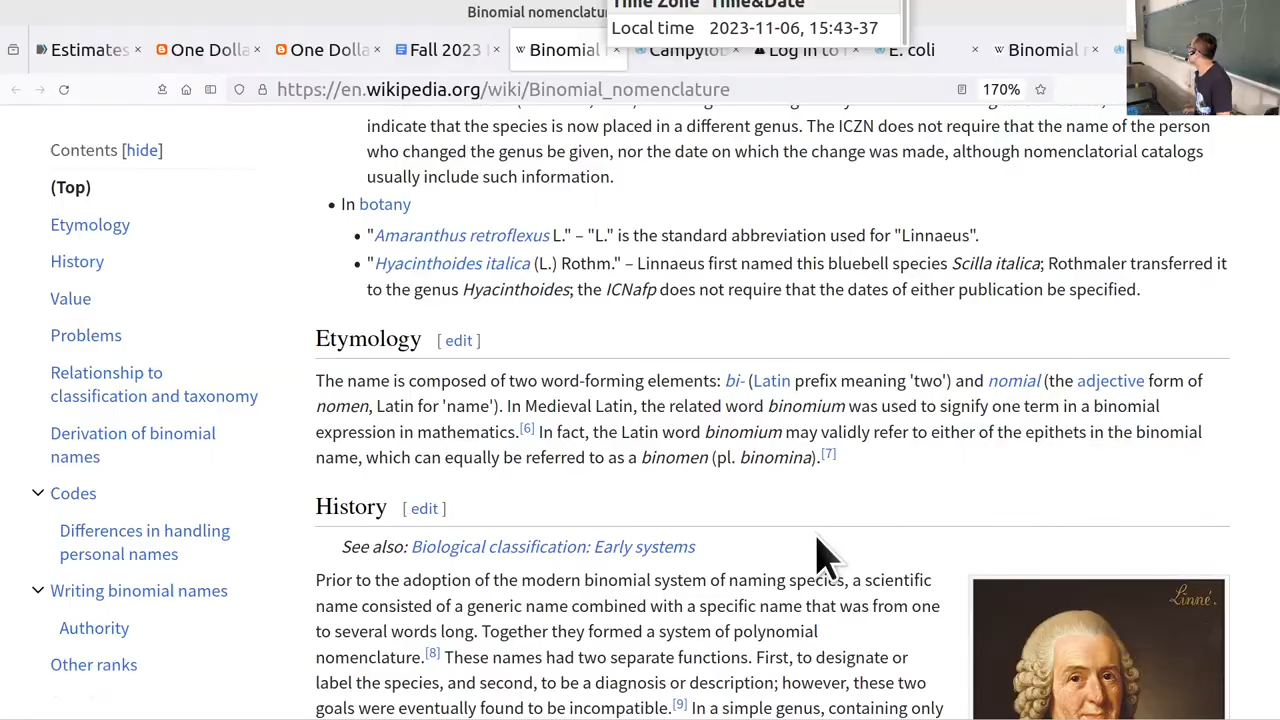 Binomial nomenclatu
Time Zone Time&Date
Local time 2023-11-06, 15:43-37
Estimates
One Dolla
One Dolla
Fall 2023
Binomial
Campylob
Log in to
E. coli
Binomial
https://en.wikipedia.org/wiki/Binomial_nomenclature
170%
Contents [hide]
(Top)
Etymology
History
Value
Problems
Relationship to
classification and taxonomy
Derivation of binomial
names
Codes
Differences in handling
personal names
Writing binomial names
Authority
Other ranks
indicate that the species is now placed in a different genus. The ICZN does not require that the name of the person
who changed the genus be given, nor the date on which the change was made, although nomenclatorial catalogs
usually include such information.
• In botany
• "Amaranthus retroflexus L." – "L." is the standard abbreviation used for "Linnaeus".
• "Hyacinthoides italica (L.) Rothm." – Linnaeus first named this bluebell species Scilla italica; Rothmaler transferred it
to the genus Hyacinthoides; the ICNafp does not require that the dates of either publication be specified.
Etymology [ edit ]
The name is composed of two word-forming elements: bi- (Latin prefix meaning 'two') and nomial (the adjective form of
nomen, Latin for 'name'). In Medieval Latin, the related word binomium was used to signify one term in a binomial
expression in mathematics.[6] In fact, the Latin word binomium may validly refer to either of the epithets in the binomial
name, which can equally be referred to as a binomen (pl. binomina).[7]
History [ edit ]
See also: Biological classification: Early systems
Prior to the adoption of the modern binomial system of naming species, a scientific
name consisted of a generic name combined with a specific name that was from one
to several words long. Together they formed a system of polynomial
nomenclature.[8] These names had two separate functions. First, to designate or
label the species, and second, to be a diagnosis or description; however, these two
goals were eventually found to be incompatible.[9] In a simple genus, containing only
Linné.